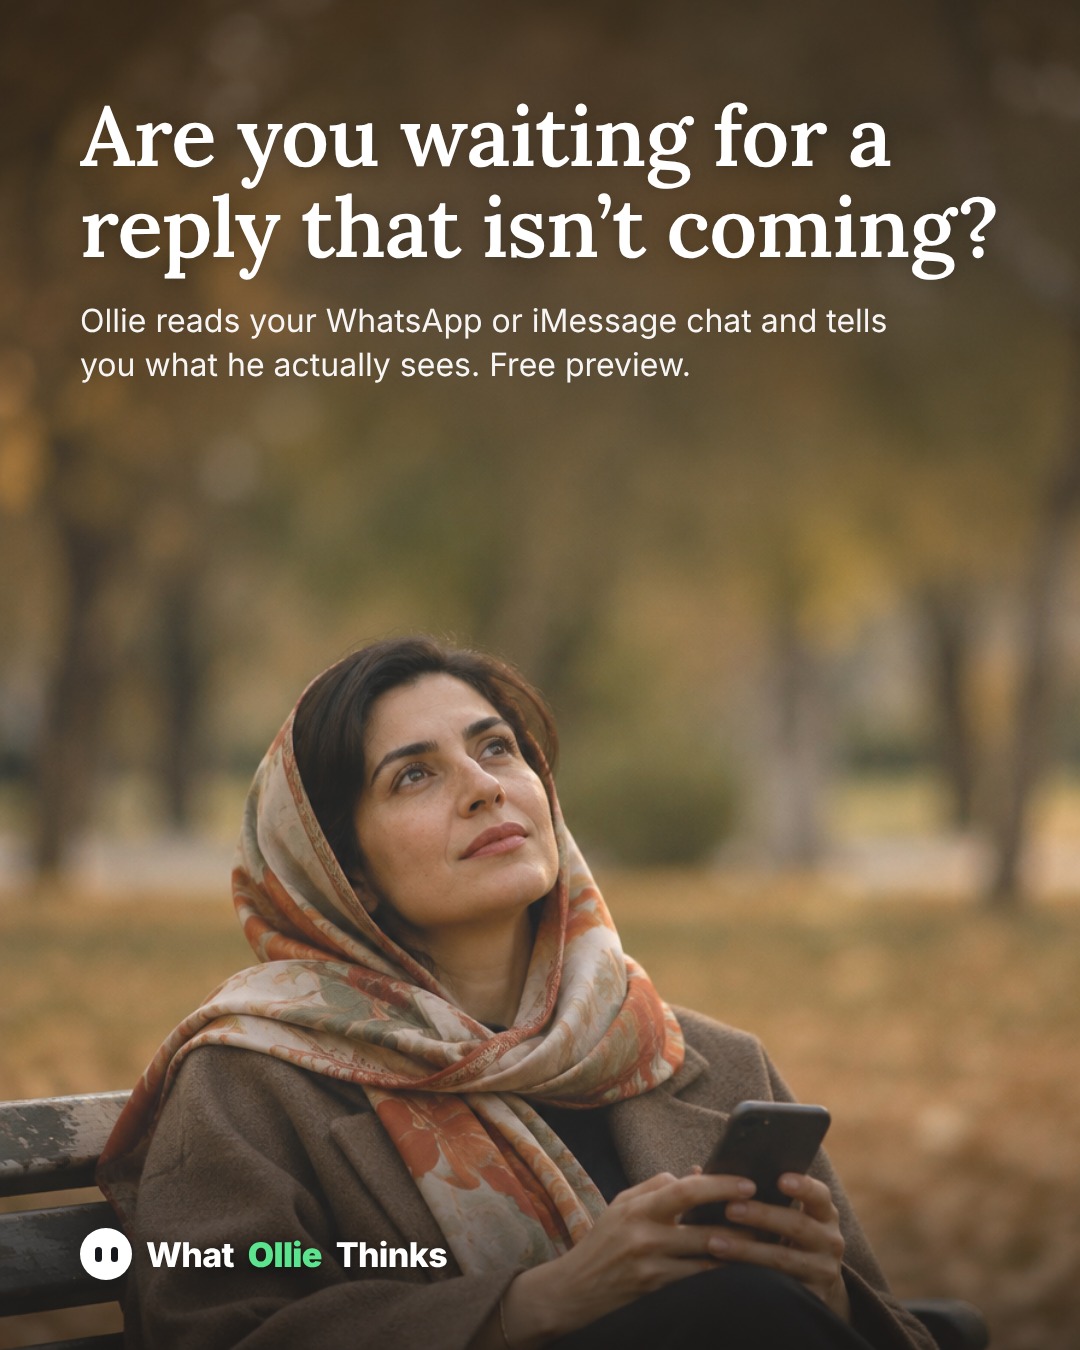 Are you waiting for a
reply that isn’t coming?
Ollie reads your WhatsApp or iMessage chat and tells
you what he actually sees. Free preview.
What Ollie Thinks